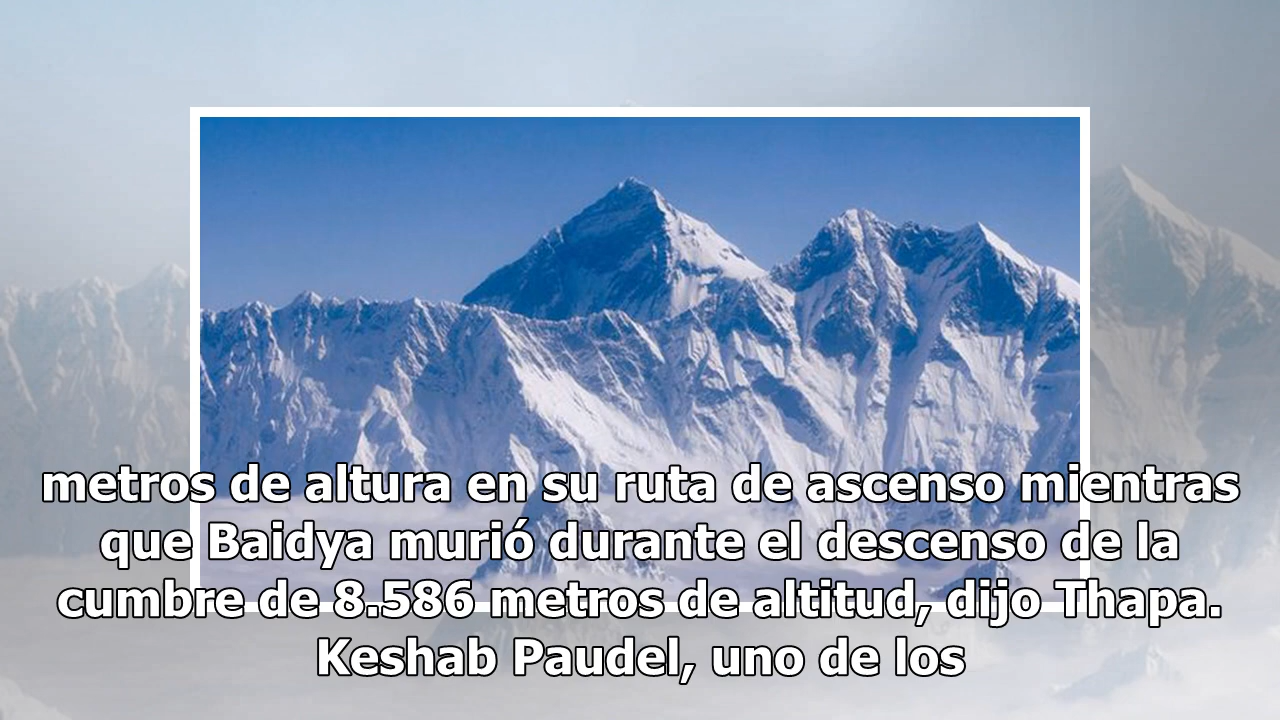 metros de altura en su ruta de ascenso mientras
que Baidya murió durante el descenso de la
cumbre de 8.586 metros de altitud, dijo Thapa.
Keshab Paudel, uno de los